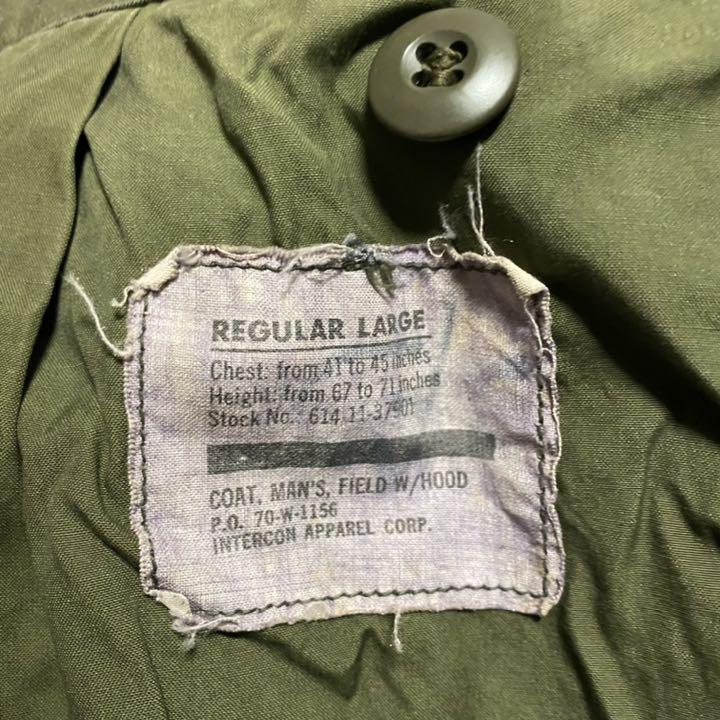 REGULAR LARGE
Chest: from 41 to 45 inches
Height: from 67 to 71 inches
Stock No.: 614 11-37901
COAT, MAN'S, FIELD W/HOOD
P.O. 70-W-1156
INTERCON APPAREL CORP.